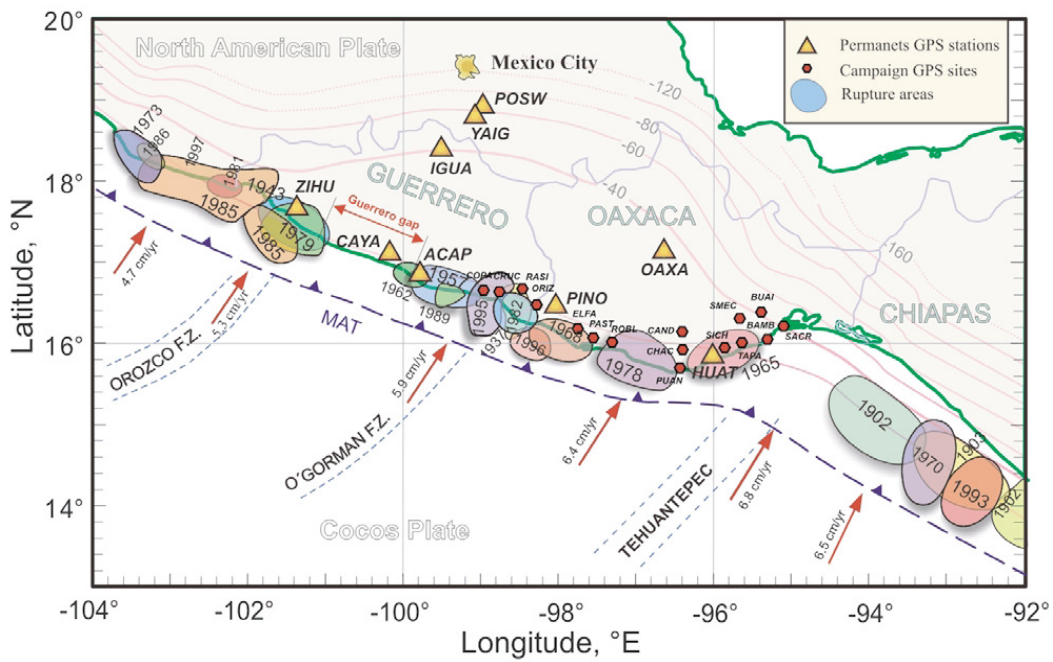 20°
North American Plate
Mexico City
Permanets GPS stations
Campaign GPS sites
Rupture areas
POSW
YAIG
IGUA
-120
-80
-60
-40
-160
1973
1986
1997
1981
1943
18°
1985
ZIHU
GUERRERO
Guerrero gap
OAXACA
1985
1979
CAYA
ACAP
OAXA
4.7 cm/yr
5.3 cm/yr
1962
1957
1989
COPA
CRUC
RASI
ORIZ
PINO
SMEC
BUAI
CHIAPAS
MAT
1995
1982
1937
1996
1968
ELFA
PAST
ROBL
CAND
CHAC
SICH
BAMB
SACR
TAPA
16°
OROZCO F.Z.
1978
PUAN
HUAT
1965
5.9 cm/yr
1902
1903
1970
1993
1902
O'GORMAN F.Z.
6.4 cm/yr
6.8 cm/yr
6.5 cm/yr
TEHUANTEPEC
14°
Cocos Plate
Latitude, °N
-104°
-102°
-100°
-98°
-96°
-94°
-92°
Longitude, °E